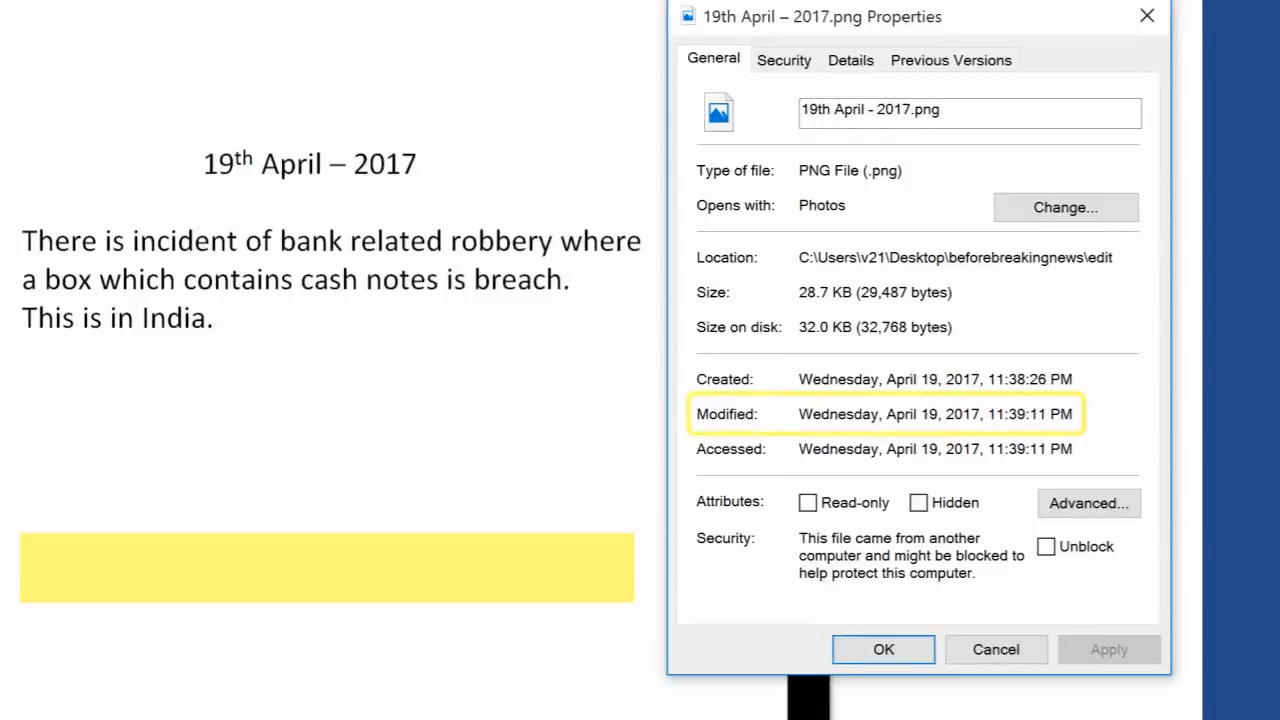 19th April – 2017
There is incident of bank related robbery where
a box which contains cash notes is breach.
This is in India.
19th April – 2017.png Properties
General Security Details Previous Versions
19th April - 2017.png
Type of file: PNG File (.png)
Opens with: Photos Change...
Location: C:\Users\v21\Desktop\beforebreakingnews\edit
Size: 28.7 KB (29,487 bytes)
Size on disk: 32.0 KB (32,768 bytes)
Created: Wednesday, April 19, 2017, 11:38:26 PM
Modified: Wednesday, April 19, 2017, 11:39:11 PM
Accessed: Wednesday, April 19, 2017, 11:39:11 PM
Attributes: Read-only Hidden Advanced...
Security: This file came from another
computer and might be blocked to Unblock
help protect this computer.
OK Cancel Apply